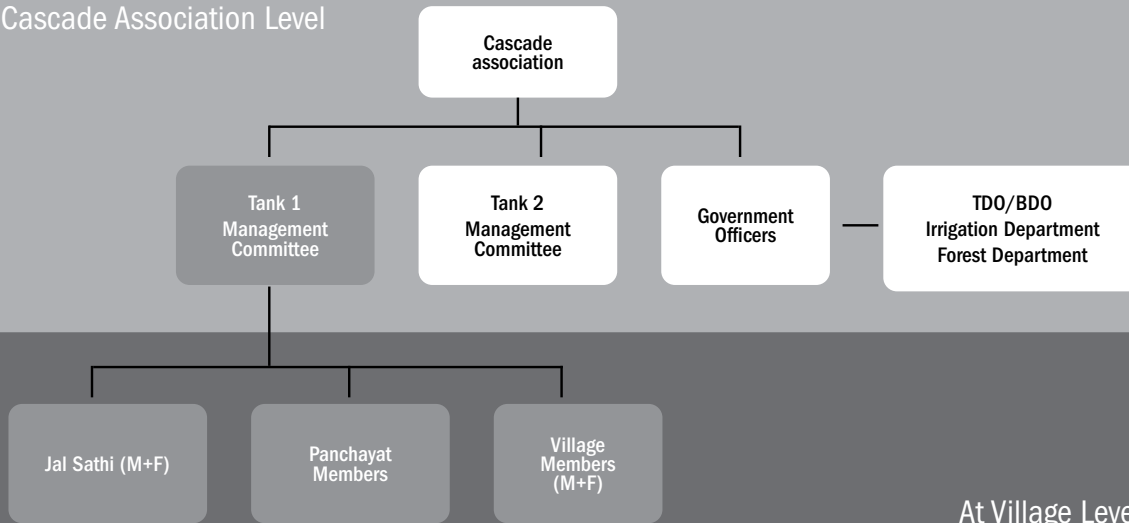 Cascade Association Level
Cascade
association
Tank 1
Management
Committee
Tank 2
Management
Committee
Government
Officers
TDO/BDO
Irrigation Department
Forest Department
Jal Sathi (M+F)
Panchayat
Members
Village
Members
(M+F)
At Village Leve